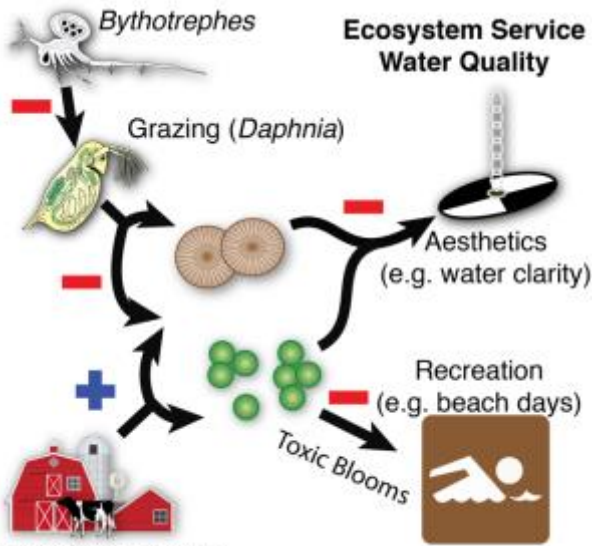 Bythotrephes
Ecosystem Service
Water Quality
Grazing (Daphnia)
Aesthetics
(e.g. water clarity)
Recreation
(e.g. beach days)
Toxic Blooms